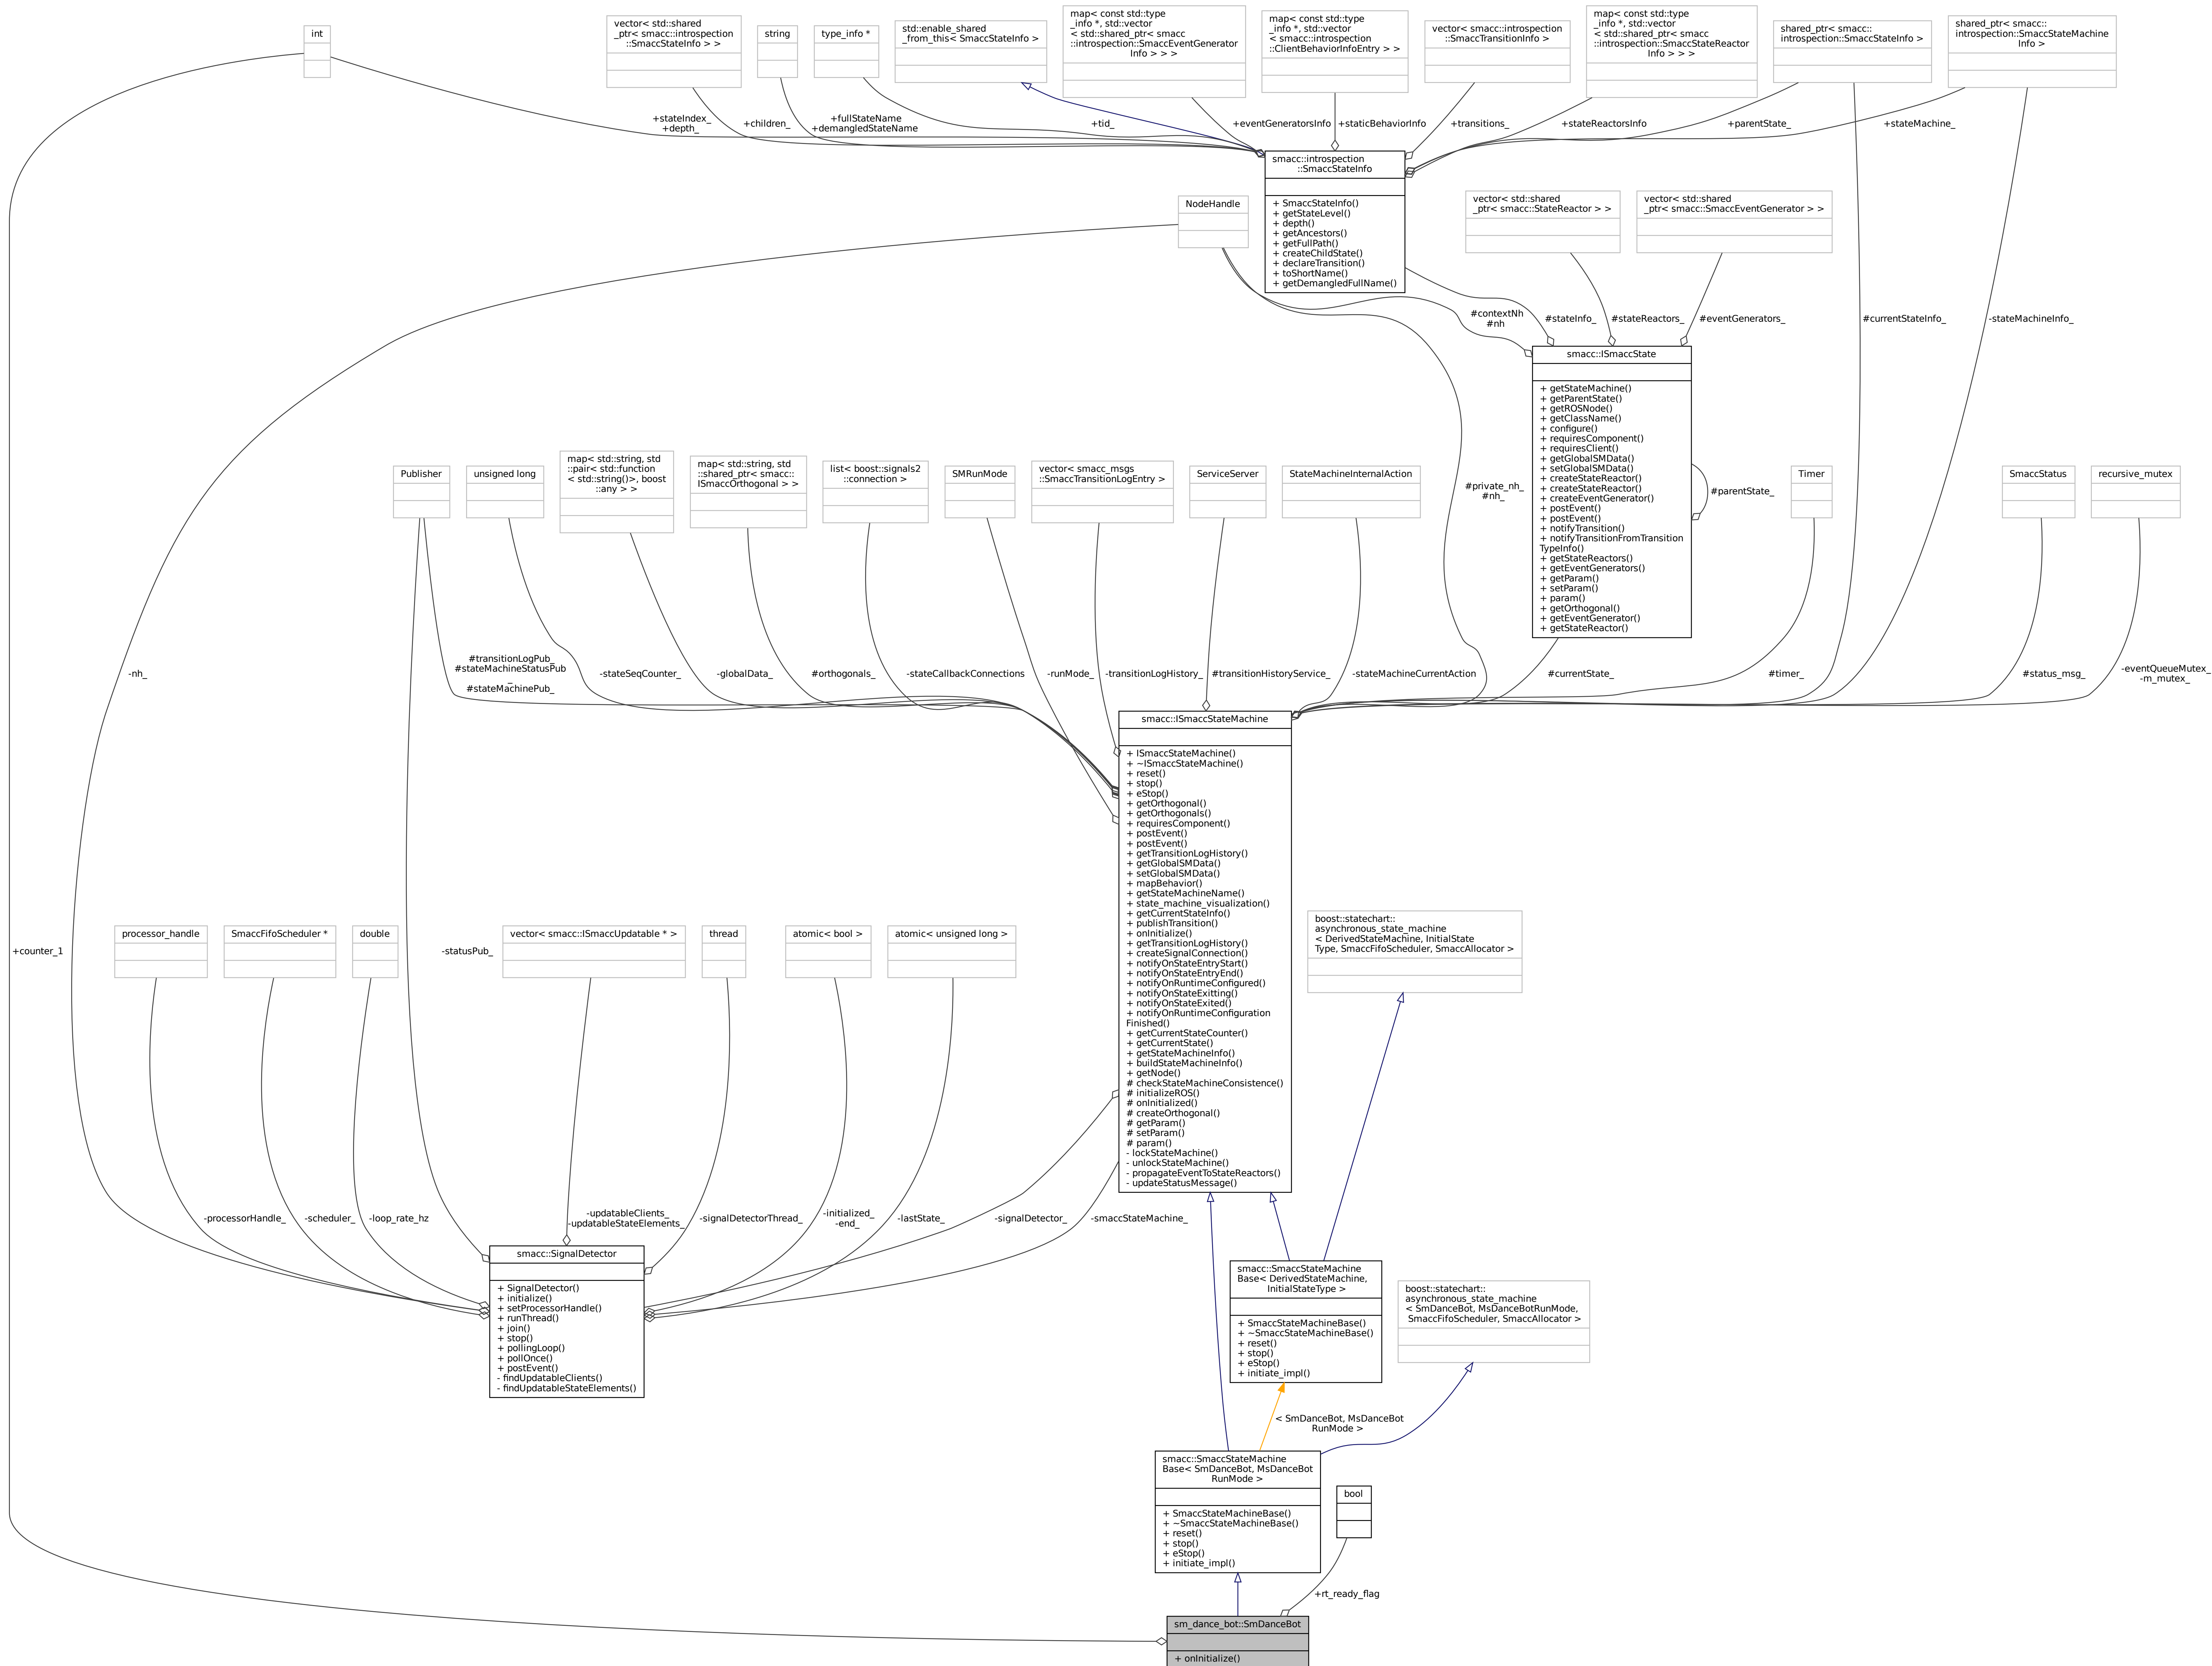 int
vector< std::shared
_ptr< smacc::introspection
::SmaccStateInfo > >
string
type_info *
std::enable_shared
_from_this< SmaccStateInfo >
map< const std::type
_info *, std::vector
< std::shared_ptr< smacc
::introspection::SmaccEventGenerator
Info > > >
map< const std::type
_info *, std::vector
< smacc::introspection
::ClientBehaviorInfoEntry > >
vector< smacc::introspection
::SmaccTransitionInfo >
map< const std::type
_info *, std::vector
< std::shared_ptr< smacc
::introspection::SmaccStateReactor
Info > > >
shared_ptr< smacc::
introspection::SmaccStateInfo >
shared_ptr< smacc::
introspection::SmaccStateMachine
Info >
+stateIndex_
+depth_
+children_
+fullStateName
+demangledStateName
+tid_
+eventGeneratorsInfo
+staticBehaviorInfo
+transitions_
+stateReactorsInfo
+parentState_
+stateMachine_
smacc::introspection
::SmaccStateInfo
+ SmaccStateInfo()
+ getStateLevel()
+ depth()
+ getAncestors()
+ getFullPath()
+ createChildState()
+ declareTransition()
+ toShortName()
+ getDemangledFullName()
NodeHandle
vector< std::shared
_ptr< smacc::StateReactor > >
vector< std::shared
_ptr< smacc::SmaccEventGenerator > >
#contextNh
#nh
#stateInfo_
#stateReactors_
#eventGenerators_
#currentStateInfo_
-stateMachineInfo_
smacc::ISmaccState
+ getStateMachine()
+ getParentState()
+ getROSNode()
+ getClassName()
+ configure()
+ requiresComponent()
+ requiresClient()
+ getGlobalSMData()
+ setGlobalSMData()
+ createStateReactor()
+ createStateReactor()
+ createEventGenerator()
+ postEvent()
+ postEvent()
+ notifyTransition()
+ notifyTransitionFromTransition
TypeInfo()
+ getStateReactors()
+ getEventGenerators()
+ getParam()
+ setParam()
+ param()
+ getOrthogonal()
+ getEventGenerator()
+ getStateReactor()
#parentState_
Publisher
unsigned long
map< std::string, std
::pair< std::function
< std::string()>, boost
::any > >
map< std::string, std
::shared_ptr< smacc::
ISmaccOrthogonal > >
list< boost::signals2
::connection >
SMRunMode
vector< smacc_msgs
::SmaccTransitionLogEntry >
ServiceServer
StateMachineInternalAction
#private_nh_
#nh_
Timer
SmaccStatus
recursive_mutex
-nh_
#transitionLogPub_
#stateMachineStatusPub
_
#stateMachinePub_
-stateSeqCounter_
-globalData_
#orthogonals_
-stateCallbackConnections
-runMode_
-transitionLogHistory_
#transitionHistoryService_
-stateMachineCurrentAction
#currentState_
#timer_
#status_msg_
-eventQueueMutex_
-m_mutex_
smacc::ISmaccStateMachine
+ ISmaccStateMachine()
+ ~ISmaccStateMachine()
+ reset()
+ stop()
+ eStop()
+ getOrthogonal()
+ getOrthogonals()
+ requiresComponent()
+ postEvent()
+ postEvent()
+ getTransitionLogHistory()
+ getGlobalSMData()
+ setGlobalSMData()
+ mapBehavior()
+ getStateMachineName()
+ state_machine_visualization()
+ getCurrentStateInfo()
+ publishTransition()
+ onInitialize()
+ getTransitionLogHistory()
+ createSignalConnection()
+ notifyOnStateEntryStart()
+ notifyOnStateEntryEnd()
+ notifyOnRuntimeConfigured()
+ notifyOnStateExitting()
+ notifyOnStateExited()
+ notifyOnRuntimeConfiguration
Finished()
+ getCurrentStateCounter()
+ getCurrentState()
+ getStateMachineInfo()
+ buildStateMachineInfo()
+ getNode()
# checkStateMachineConsistence()
# initializeROS()
# onInitialized()
# createOrthogonal()
# getParam()
# setParam()
# param()
- lockStateMachine()
- unlockStateMachine()
- propagateEventToStateReactors()
- updateStatusMessage()
+counter_1
processor_handle
SmaccFifoScheduler *
double
-statusPub_
vector< smacc::ISmaccUpdatable * >
thread
atomic< bool >
atomic< unsigned long >
boost::statechart::
asynchronous_state_machine
< DerivedStateMachine, InitialState
Type, SmaccFifoScheduler, SmaccAllocator >
-processorHandle_
-scheduler_
-loop_rate_hz
-updatableClients_
-updatableStateElements_
-signalDetectorThread_
-initialized_
-end_
-lastState_
-signalDetector_
-smaccStateMachine_
smacc::SignalDetector
+ SignalDetector()
+ initialize()
+ setProcessorHandle()
+ runThread()
+ join()
+ stop()
+ pollingLoop()
+ pollOnce()
+ postEvent()
- findUpdatableClients()
- findUpdatableStateElements()
smacc::SmaccStateMachine
Base< DerivedStateMachine,
InitialStateType >
+ SmaccStateMachineBase()
+ ~SmaccStateMachineBase()
+ reset()
+ stop()
+ eStop()
+ initiate_impl()
boost::statechart::
asynchronous_state_machine
< SmDanceBot, MsDanceBotRunMode,
SmaccFifoScheduler, SmaccAllocator >
< SmDanceBot, MsDanceBot
RunMode >
smacc::SmaccStateMachine
Base< SmDanceBot, MsDanceBot
RunMode >
+ SmaccStateMachineBase()
+ ~SmaccStateMachineBase()
+ reset()
+ stop()
+ eStop()
+ initiate_impl()
bool
+rt_ready_flag
sm_dance_bot::SmDanceBot
+ onInitialize()